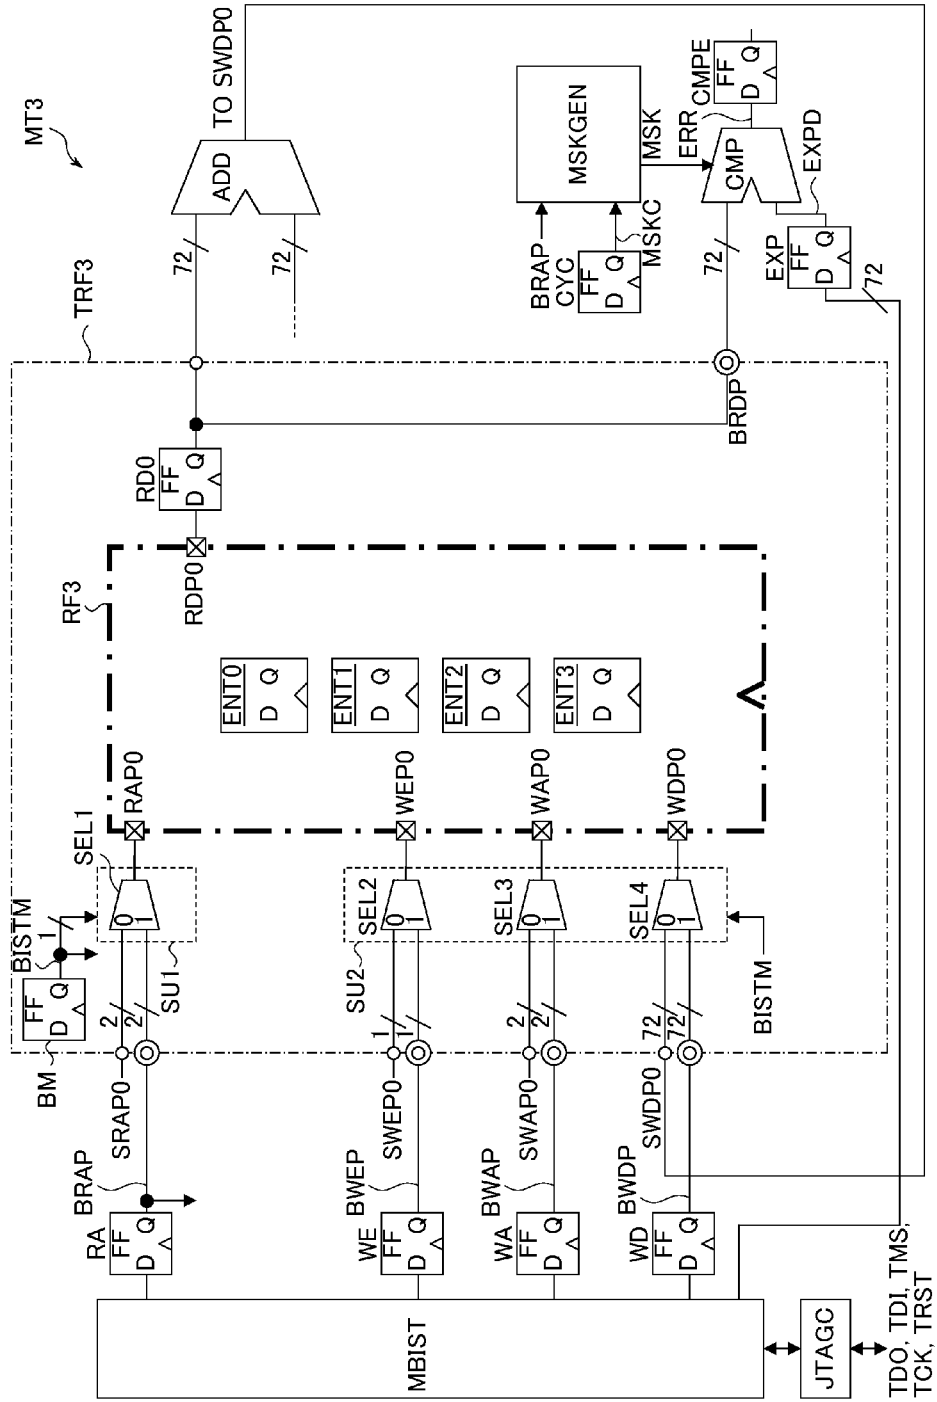 MT3
TRF3
TO SWDP0
ADD
72
72
MSKGEN
MSK
BRAP
CYC
FF
D Q
MSKC
ERR
CMPE
FF
D Q
CMP
EXPD
EXP
FF
D Q
72
72
BRDP
RD0
FF
D Q
RDP0
RF3
ENT0
D Q
ENT1
D Q
ENT2
D Q
ENT3
D Q
RAP0
WEP0
WAP0
WDP0
SEL1
0
1
SEL2
0
1
SEL3
0
1
SEL4
0
1
SU1
SU2
BISTM
1
BISTM
FF
D Q
BM
2
2
1
1
2
2
72
72
SRAP0
SWEP0
SWAP0
SWDP0
BRAP
BWEP
BWAP
BWDP
RA
FF
D Q
WE
FF
D Q
WA
FF
D Q
WD
FF
D Q
MBIST
JTAGC
TDO, TDI, TMS,
TCK, TRST